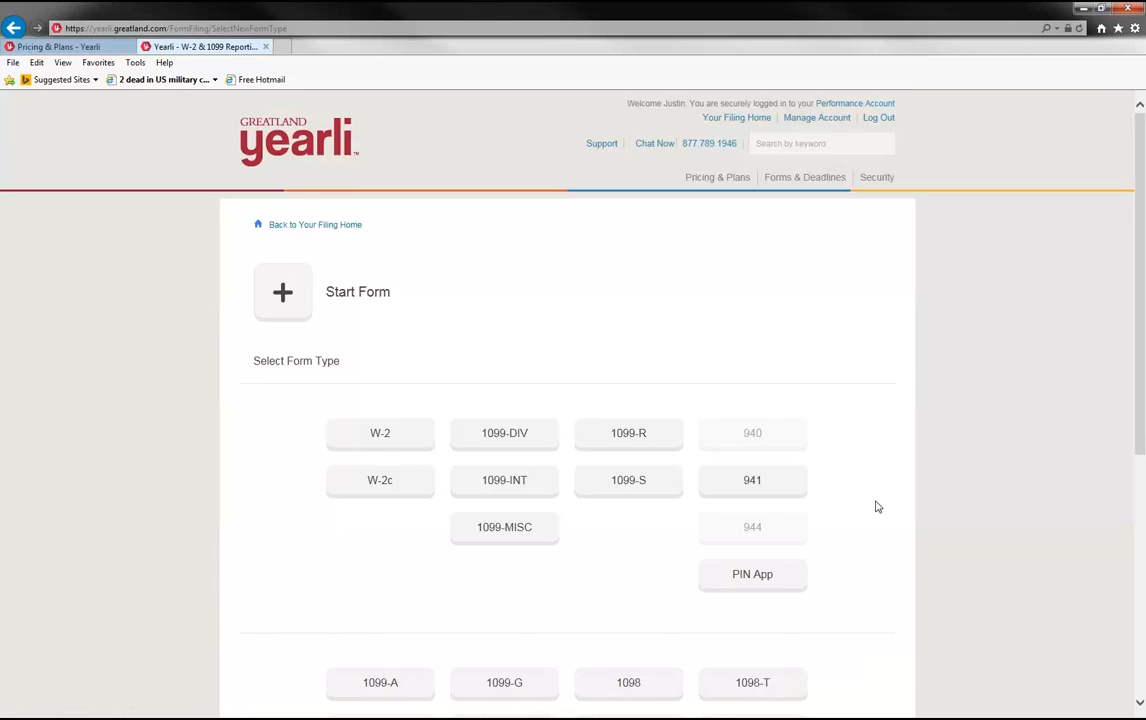 https://yearli.greatland.com/FormFiling/SelectNewFormType
Pricing & Plans - Yearli
Yearli - W-2 & 1099 Reporti...
File Edit View Favorites Tools Help
Suggested Sites
2 dead in US military c...
Free Hotmail
Welcome Justin. You are securely logged in to your Performance Account
Your Filing Home Manage Account Log Out
GREATLAND
yearli™
Support Chat Now 877.789.1946 Search by keyword
Pricing & Plans Forms & Deadlines Security
Back to Your Filing Home
+ Start Form
Select Form Type
W-2 1099-DIV 1099-R 940
W-2c 1099-INT 1099-S 941
1099-MISC 944
PIN App
1099-A 1099-G 1098 1098-T